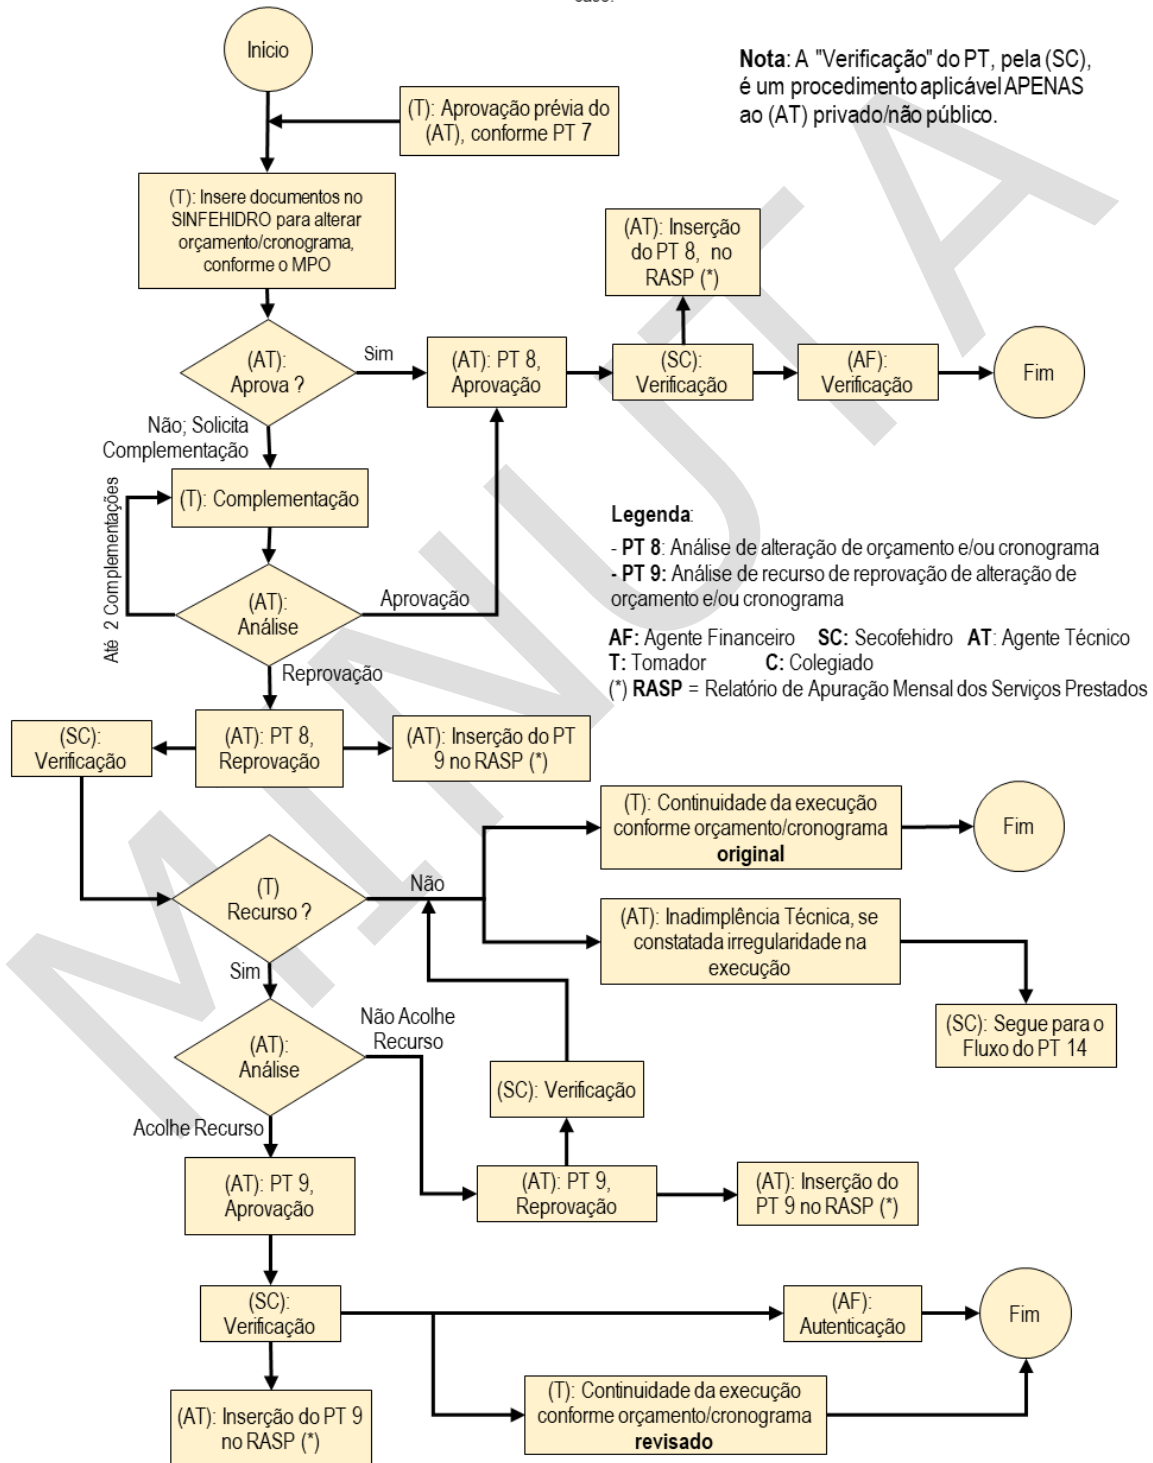 Início
Nota: A "Verificação" do PT, pela (SC),
é um procedimento aplicável APENAS
ao (AT) privado/não público.
(T): Aprovação prévia do
(AT), conforme PT 7
(T): Insere documentos no
SINFEHIDRO para alterar
orçamento/cronograma,
conforme o MPO
(AT): Inserção
do PT 8, no
RASP (*)
(AT):
Aprova ?
Sim
(AT): PT 8,
Aprovação
(SC):
Verificação
(AF):
Verificação
Fim
Não; Solicita
Complementação
(T): Complementação
Até 2 Complementações
(AT):
Análise
Aprovação
Reprovação
Legenda:
- PT 8: Análise de alteração de orçamento e/ou cronograma
- PT 9: Análise de recurso de reprovação de alteração de
orçamento e/ou cronograma
AF: Agente Financeiro SC: Secofehidro AT: Agente Técnico
T: Tomador C: Colegiado
(*) RASP = Relatório de Apuração Mensal dos Serviços Prestados
(SC):
Verificação
(AT): PT 8,
Reprovação
(AT): Inserção do PT
9 no RASP (*)
(T): Continuidade da execução
conforme orçamento/cronograma
original
Fim
(T)
Recurso ?
Não
Sim
(AT): Inadimplência Técnica, se
constatada irregularidade na
execução
(SC): Segue para o
Fluxo do PT 14
(AT):
Análise
Não Acolhe
Recurso
Acolhe Recurso
(SC): Verificação
(AT): PT 9,
Aprovação
(AT): PT 9,
Reprovação
(AT): Inserção do
PT 9 no RASP (*)
(SC):
Verificação
(AF):
Autenticação
Fim
(AT): Inserção do PT 9
no RASP (*)
(T): Continuidade da execução
conforme orçamento/cronograma
revisado
MINUTA